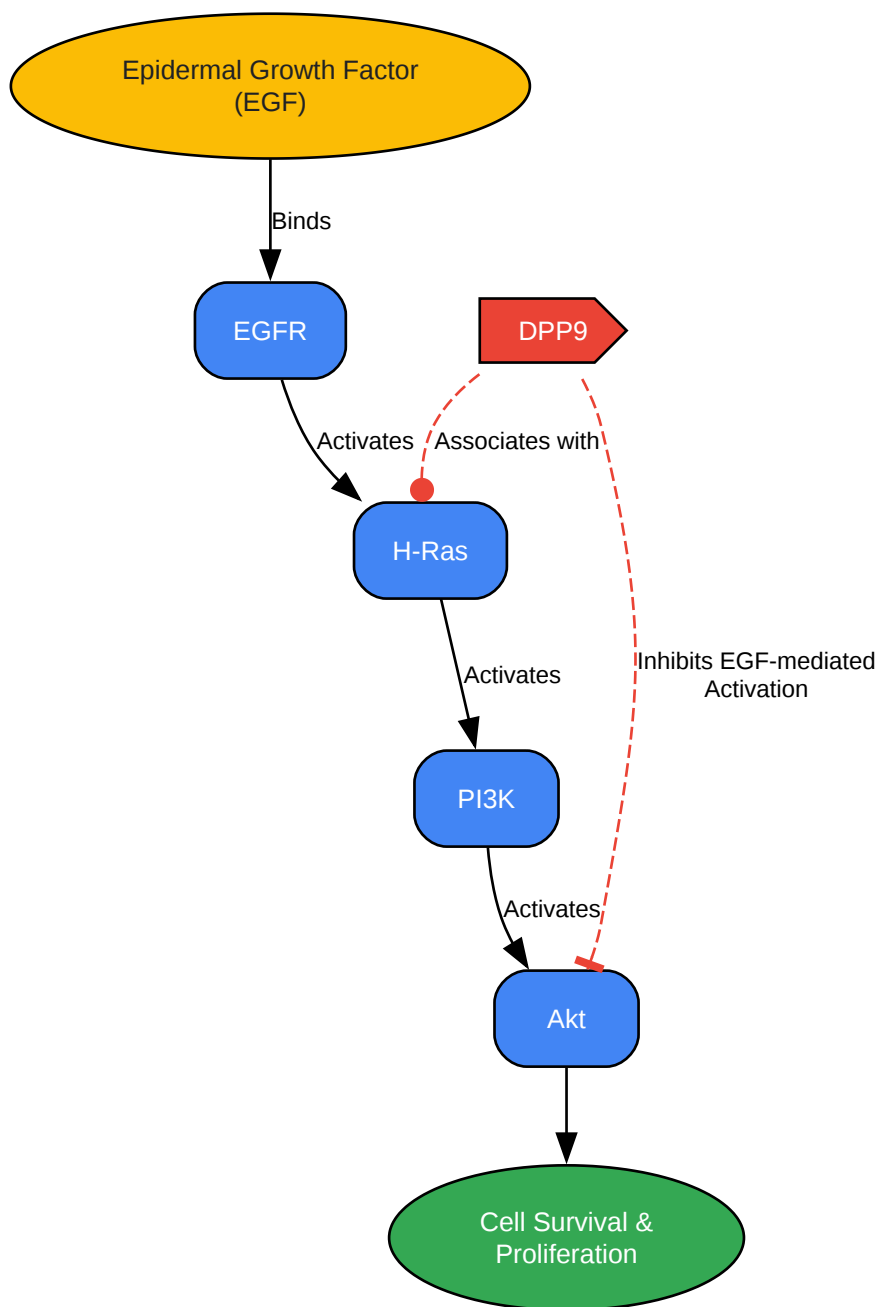 Epidermal Growth Factor
(EGF)
Binds
EGFR
DPP9
Activates
Associates with
H-Ras
Activates
Inhibits EGF-mediated
Activation
PI3K
Activates
Akt
Cell Survival &
Proliferation